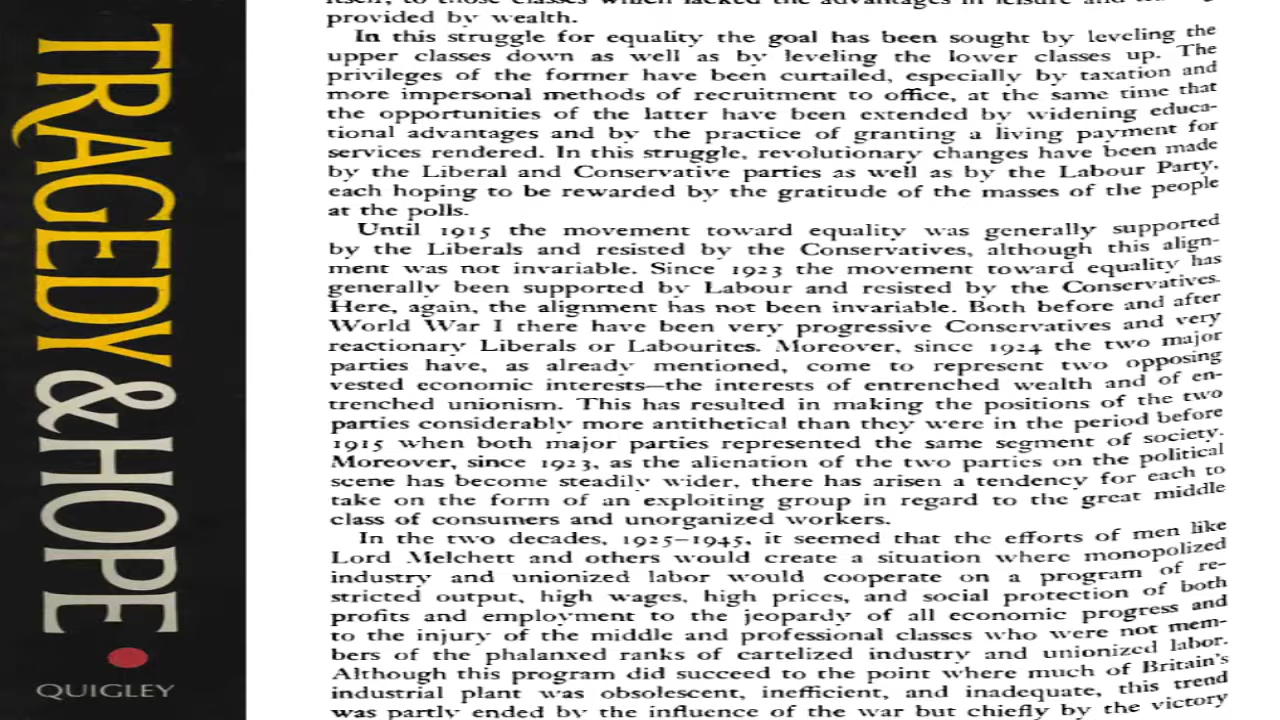 TRAGEDY & HOPE
QUIGLEY
provided by wealth.
In this struggle for equality the goal has been sought by leveling the
upper classes down as well as by leveling the lower classes up. The
privileges of the former have been curtailed, especially by taxation and
more impersonal methods of recruitment to office, at the same time that
the opportunities of the latter have been extended by widening educa-
tional advantages and by the practice of granting a living payment for
services rendered. In this struggle, revolutionary changes have been made
by the Liberal and Conservative parties as well as by the Labour Party,
each hoping to be rewarded by the gratitude of the masses of the people
at the polls.
Until 1915 the movement toward equality was generally supported
by the Liberals and resisted by the Conservatives, although this align-
ment was not invariable. Since 1923 the movement toward equality has
generally been supported by Labour and resisted by the Conservatives.
Here, again, the alignment has not been invariable. Both before and after
World War I there have been very progressive Conservatives and very
reactionary Liberals or Labourites. Moreover, since 1924 the two major
parties have, as already mentioned, come to represent two opposing
vested economic interests—the interests of entrenched wealth and of en-
trenched unionism. This has resulted in making the positions of the two
parties considerably more antithetical than they were in the period before
1915 when both major parties represented the same segment of society.
Moreover, since 1923, as the alienation of the two parties on the political
scene has become steadily wider, there has arisen a tendency for each to
take on the form of an exploiting group in regard to the great middle
class of consumers and unorganized workers.
In the two decades, 1925–1945, it seemed that the efforts of men like
Lord Melchett and others would create a situation where monopolized
industry and unionized labor would cooperate on a program of re-
stricted output, high wages, high prices, and social protection of both
profits and employment to the jeopardy of all economic progress and
to the injury of the middle and professional classes who were not mem-
bers of the phalanxed ranks of cartelized industry and unionized labor.
Although this program did succeed to the point where much of Britain's
industrial plant was obsolescent, inefficient, and inadequate, this trend
was partly ended by the influence of the war but chiefly by the victory